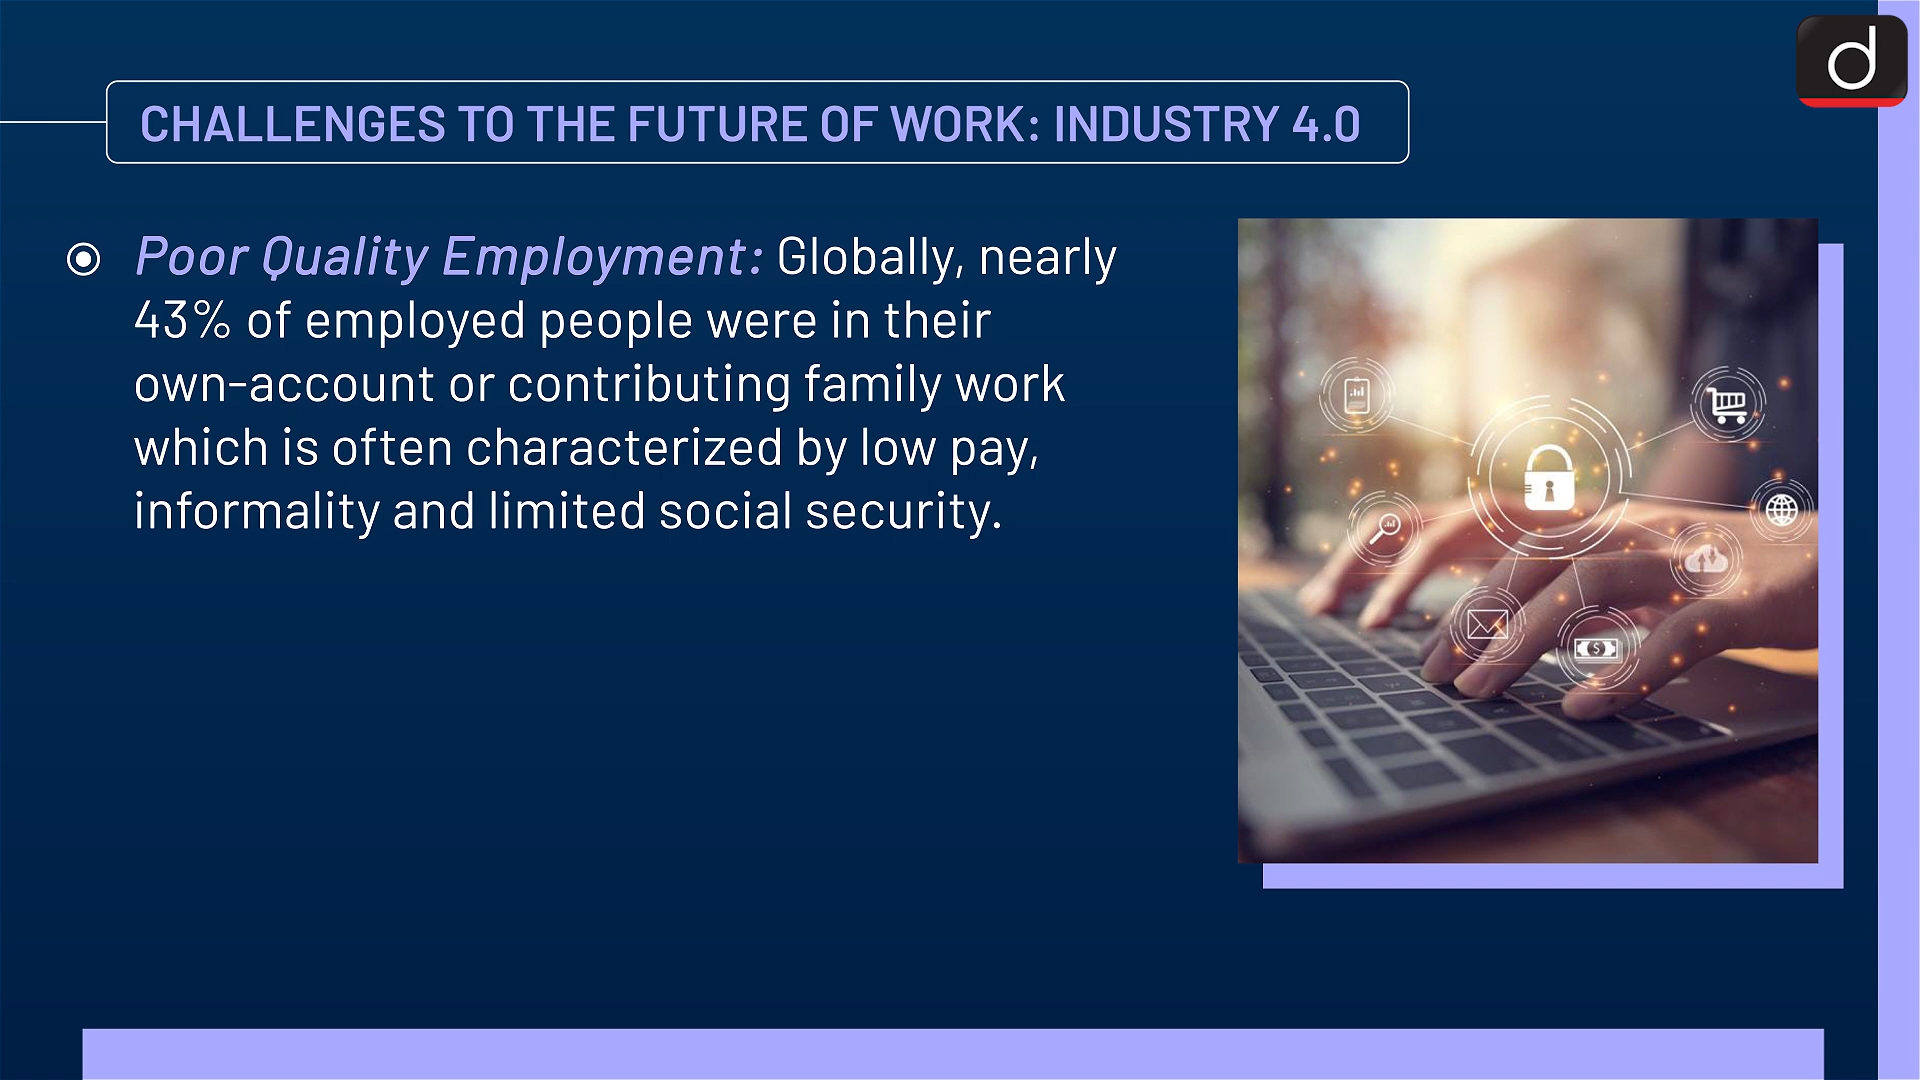 d
CHALLENGES TO THE FUTURE OF WORK: INDUSTRY 4.0
Poor Quality Employment: Globally, nearly
43% of employed people were in their
own-account or contributing family work
which is often characterized by low pay,
informality and limited social security.